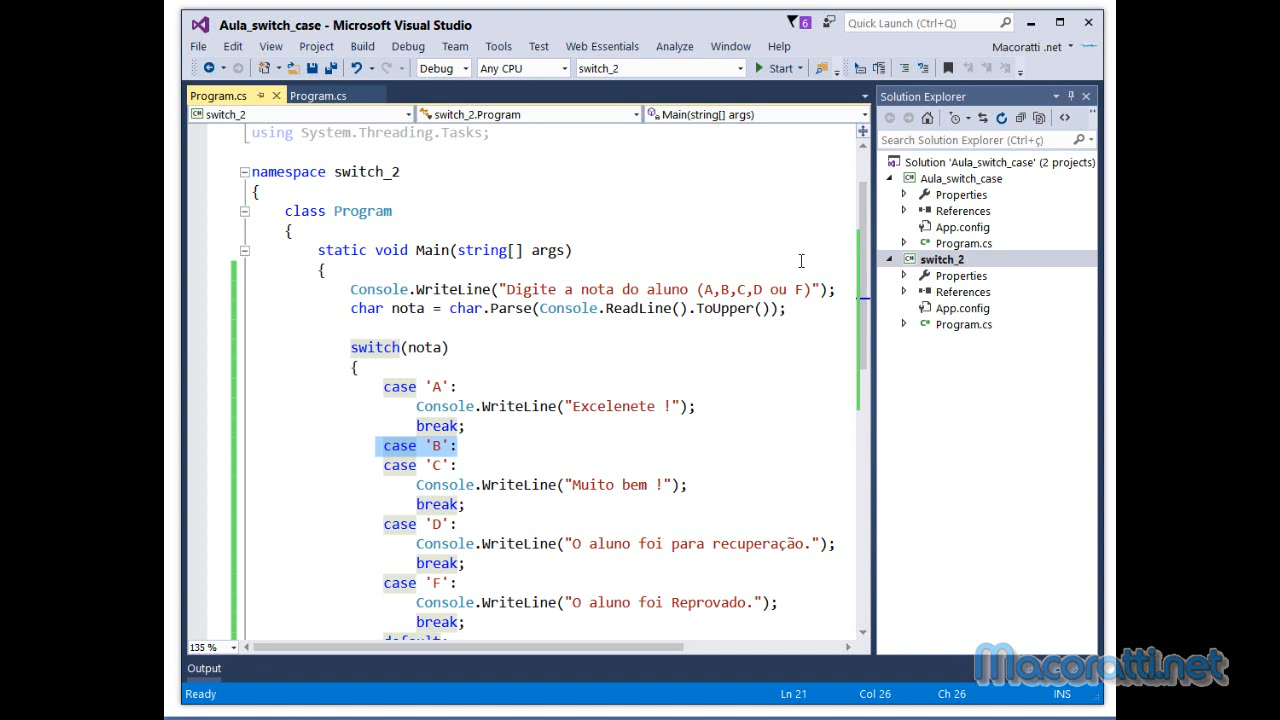 Aula_switch_case - Microsoft Visual Studio
6
Quick Launch (Ctrl+Q)
File Edit View Project Build Debug Team Tools Test Web Essentials Analyze Window Help
Macoratti .net
Debug Any CPU switch_2 Start
Program.cs Program.cs
switch_2 switch_2.Program Main(string[] args)
using System.Threading.Tasks;
namespace switch_2
{
class Program
{
static void Main(string[] args)
{
Console.WriteLine("Digite a nota do aluno (A,B,C,D ou F)");
char nota = char.Parse(Console.ReadLine().ToUpper());
switch(nota)
{
case 'A':
Console.WriteLine("Excelenete !");
break;
case 'B':
case 'C':
Console.WriteLine("Muito bem !");
break;
case 'D':
Console.WriteLine("O aluno foi para recuperação.");
break;
case 'F':
Console.WriteLine("O aluno foi Reprovado.");
break;
default:
135 %
Solution Explorer
Search Solution Explorer (Ctrl+ç)
Solution 'Aula_switch_case' (2 projects)
Aula_switch_case
Properties
References
App.config
Program.cs
switch_2
Properties
References
App.config
Program.cs
Output
Macoratti.net
Ready Ln 21 Col 26 Ch 26 INS